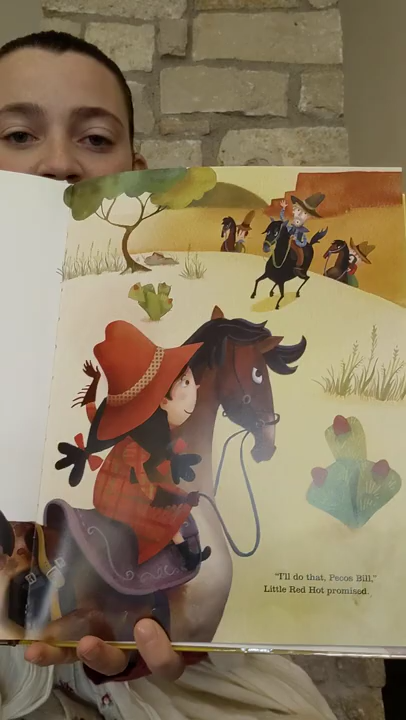 "I'll do that, Pecos Bill,"
Little Red Hot promised.